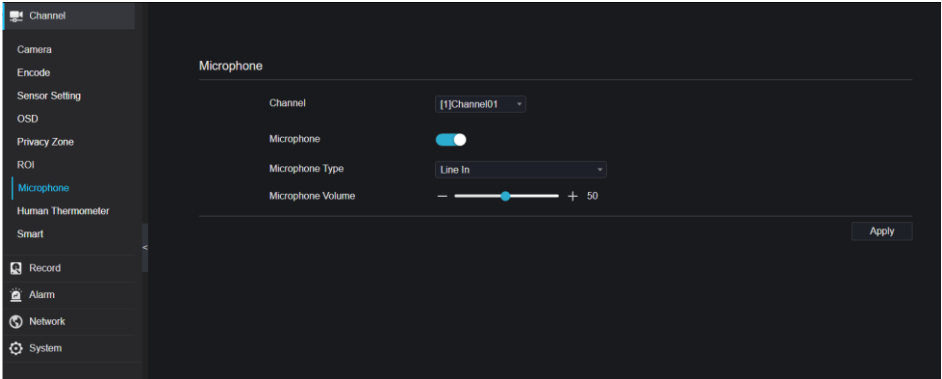 Channel
Camera
Encode
Sensor Setting
OSD
Privacy Zone
ROI
Microphone
Human Thermometer
Smart
Record
Alarm
Network
System
Microphone
Channel [1]Channel01
Microphone
Microphone Type Line In
Microphone Volume 50
Apply